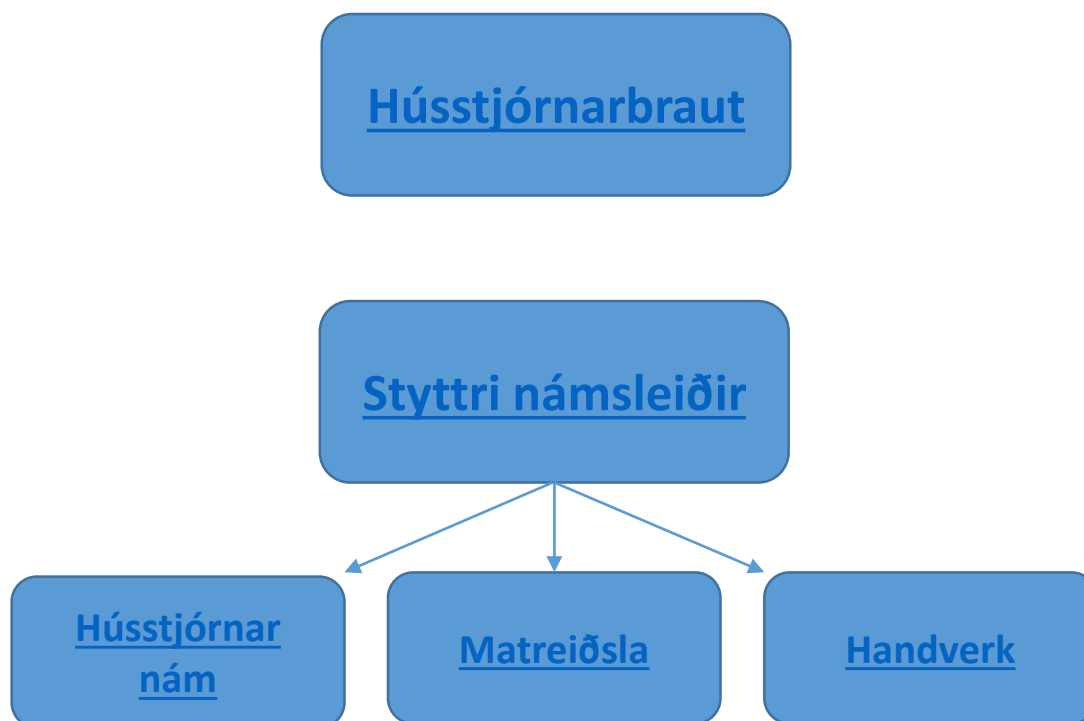 Hússtjórnarbraut
Styttri námsleiðir
Hússtjórnar
nám
Matreiðsla
Handverk